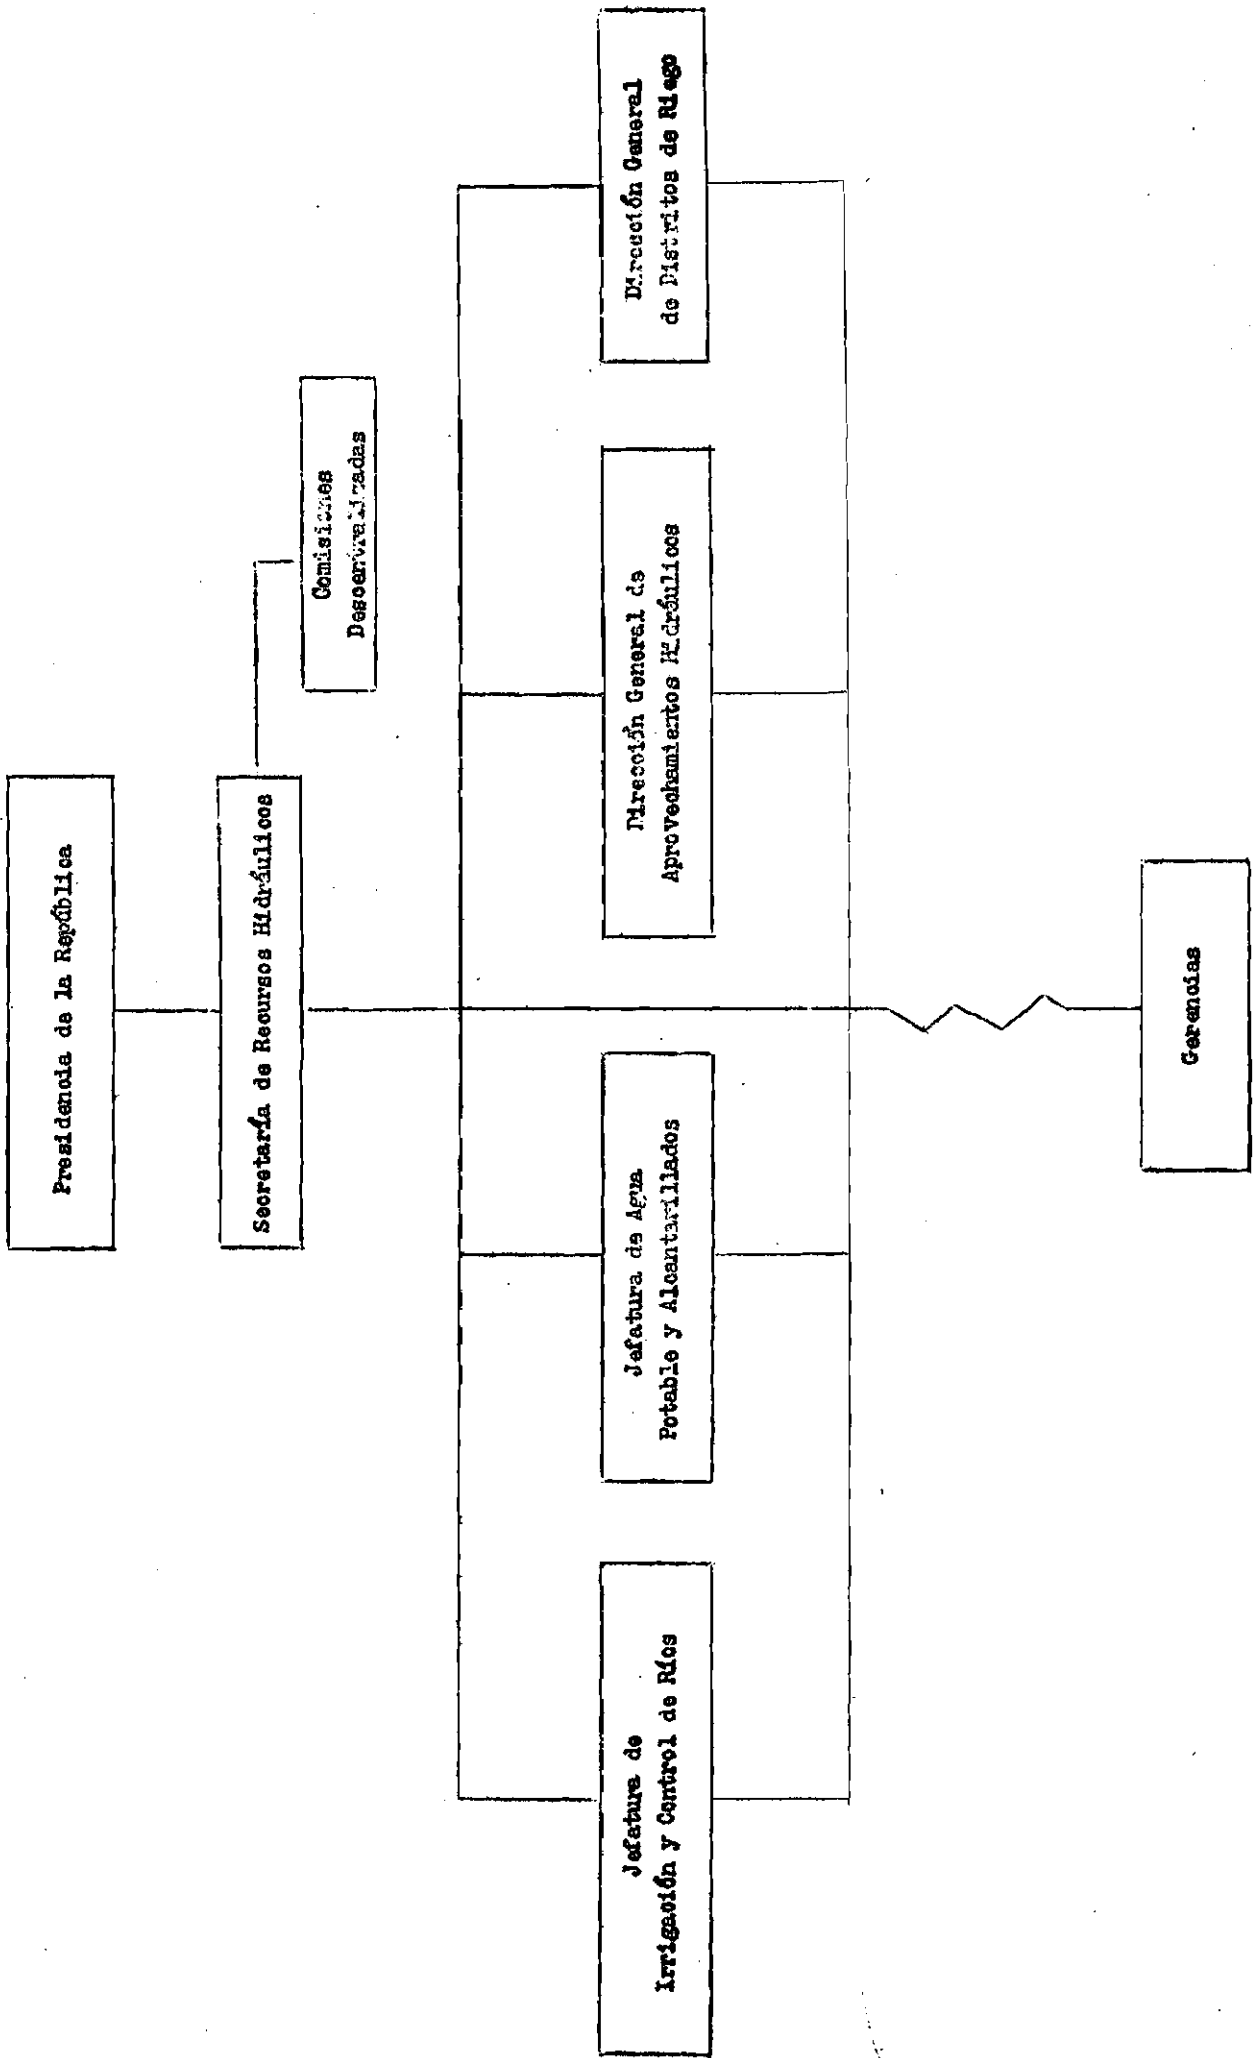 Presidencia de la República
Secretaría de Recursos Hidráulicos
Comisiones
Descentralizadas
Jefatura de
Irrigación y Control de Ríos
Jefatura de Agua
Potable y Alcantarillados
Dirección General de
Aprovechamientos Hidráulicos
Dirección General
de Distritos de Riego
Gerencias